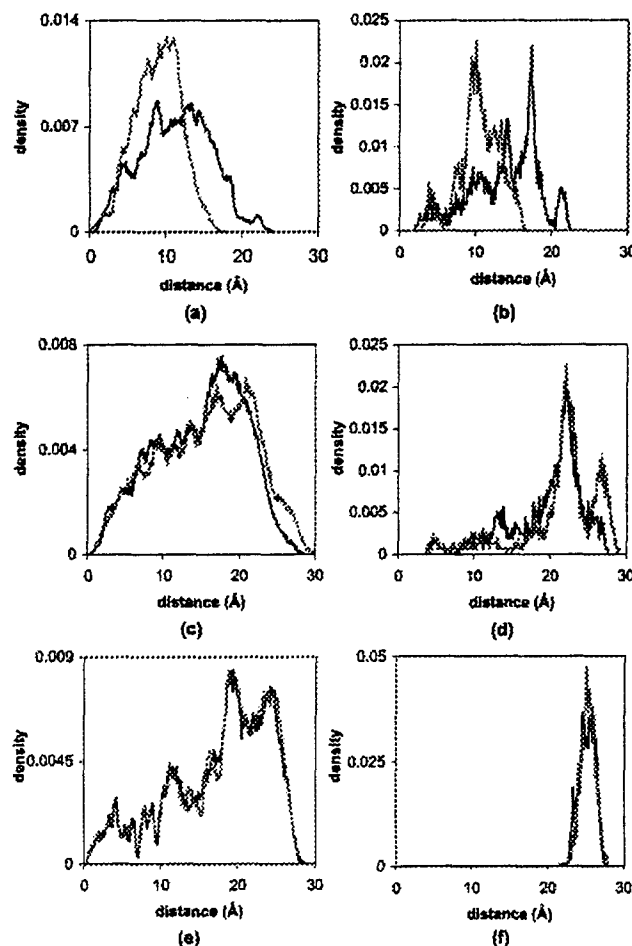 0.014
0.007
0
density
0 10 20 30
distance (Å)
(a)
0.025
0.02
0.015
0.01
0.005
0
density
0 10 20 30
distance (Å)
(b)
0.008
0.004
0
density
0 10 20 30
distance (Å)
(c)
0.025
0.02
0.015
0.01
0.005
0
density
0 10 20 30
distance (Å)
(d)
0.009
0.0045
0
density
0 10 20 30
distance (Å)
(e)
0.05
0.025
0
density
0 10 20 30
distance (Å)
(f)